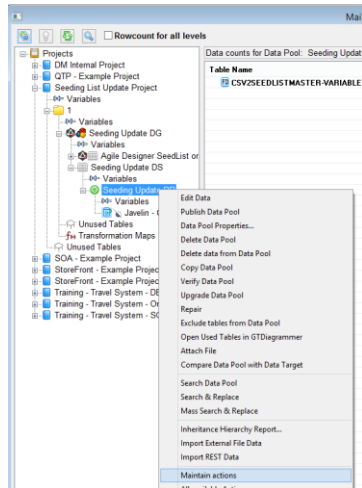 Mai
Rowcount for all levels
Projects
DM Internal Project
QTP - Example Project
Seeding List Update Project
Variables
1
Variables
Seeding Update DG
Variables
Agile Designer SeedList or
Seeding Update DS
Variables
Seeding Update
Variables
Javelin -
Unused Tables
Transformation Maps
Unused Tables
SOA - Example Project
StoreFront - Example Projec
StoreFront - Example Projec
Training - Travel System - DE
Training - Travel System - Or
Training - Travel System - SO
Data counts for Data Pool: Seeding Updat
Table Name
CSV2SEEDLISTMASTER-VARIABLE
Edit Data
Publish Data Pool
Data Pool Properties...
Delete Data Pool
Delete data from Data Pool
Copy Data Pool
Verify Data Pool
Upgrade Data Pool
Repair
Exclude tables from Data Pool
Open Used Tables in GTDiagrammer
Attach File
Compare Data Pool with Data Target
Search Data Pool
Search & Replace
Mass Search & Replace
Inheritance Hierarchy Report...
Import External File Data
Import REST Data
Maintain actions